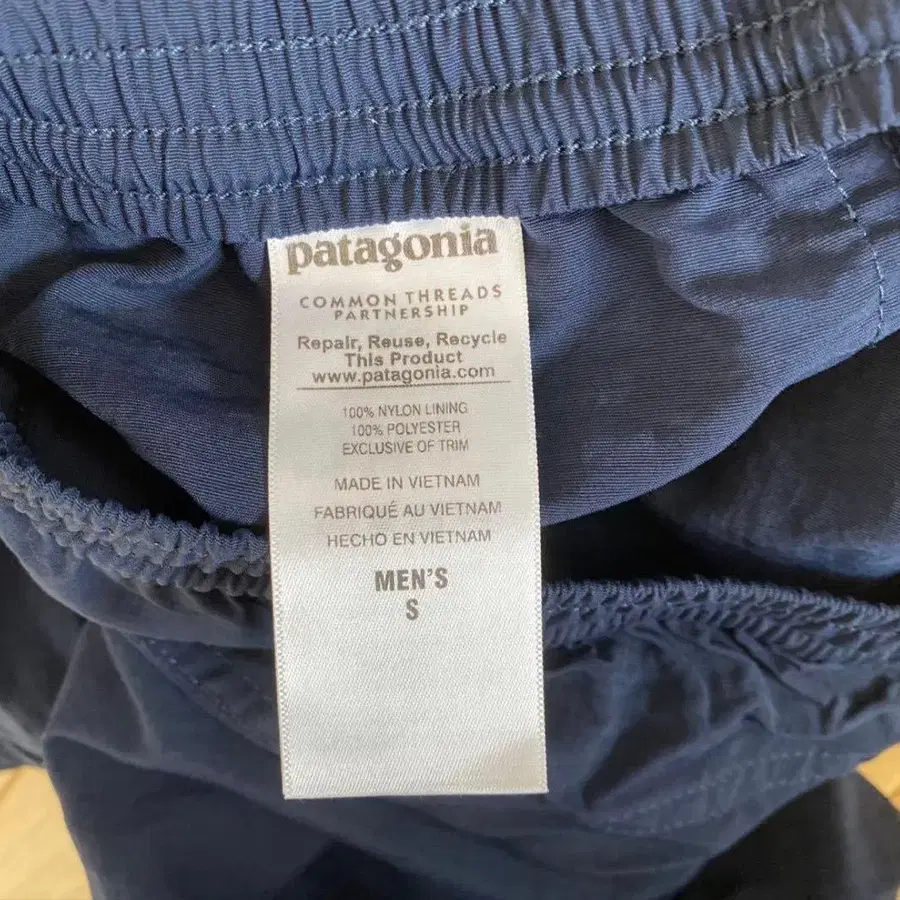 patagonia
COMMON THREADS
PARTNERSHIP
Repair, Reuse, Recycle
This Product
www.patagonia.com
100% NYLON LINING
100% POLYESTER
EXCLUSIVE OF TRIM
MADE IN VIETNAM
FABRIQUÉ AU VIETNAM
HECHO EN VIETNAM
MEN'S
S